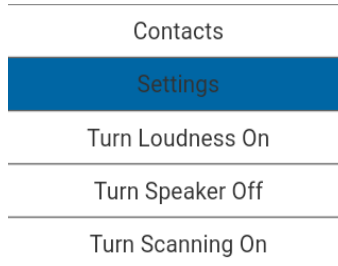 Contacts
Settings
Turn Loudness On
Turn Speaker Off
Turn Scanning On